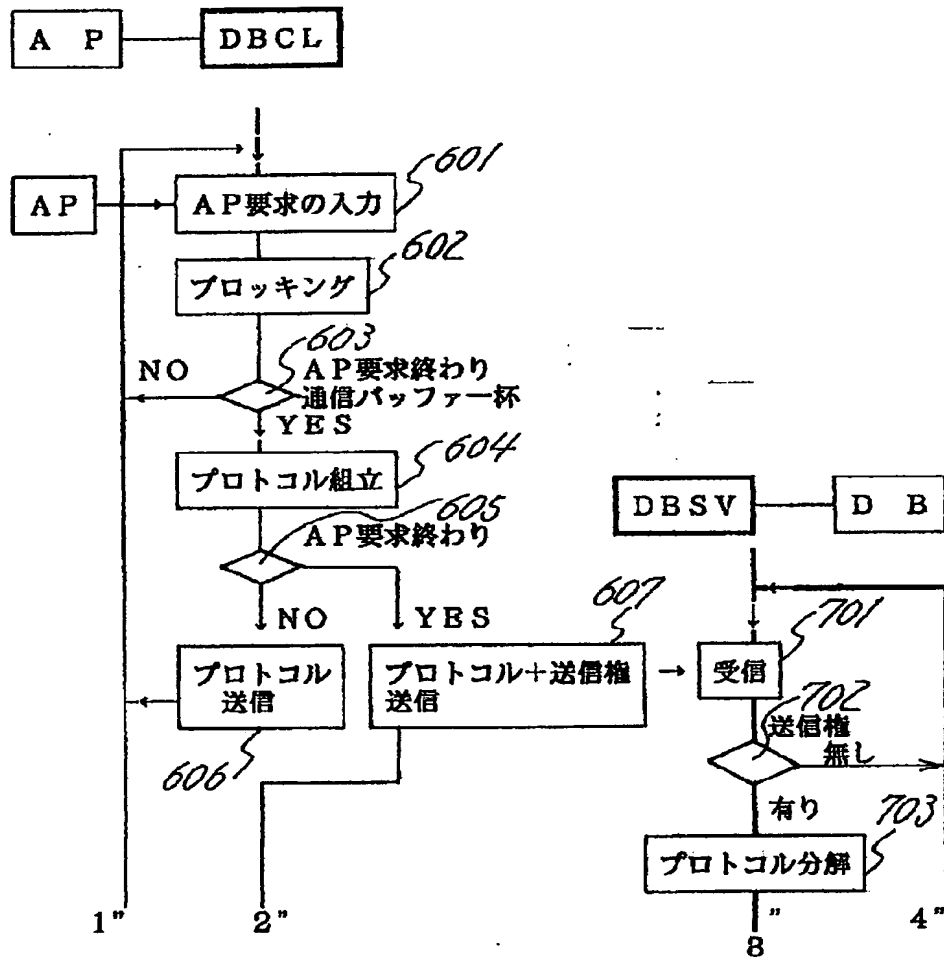 A P
DBCL
601
AP
AP要求の入力
602
ブロッキング
603
NO
AP要求終わり
通信バッファ一杯
YES
604
プロトコル組立
605
AP要求終わり
DBSV
D B
NO
YES
607
701
プロトコル
送信
プロトコル+送信権
送信
受信
702
送信権
無し
606
有り
703
プロトコル分解
1"
2"
8"
4"